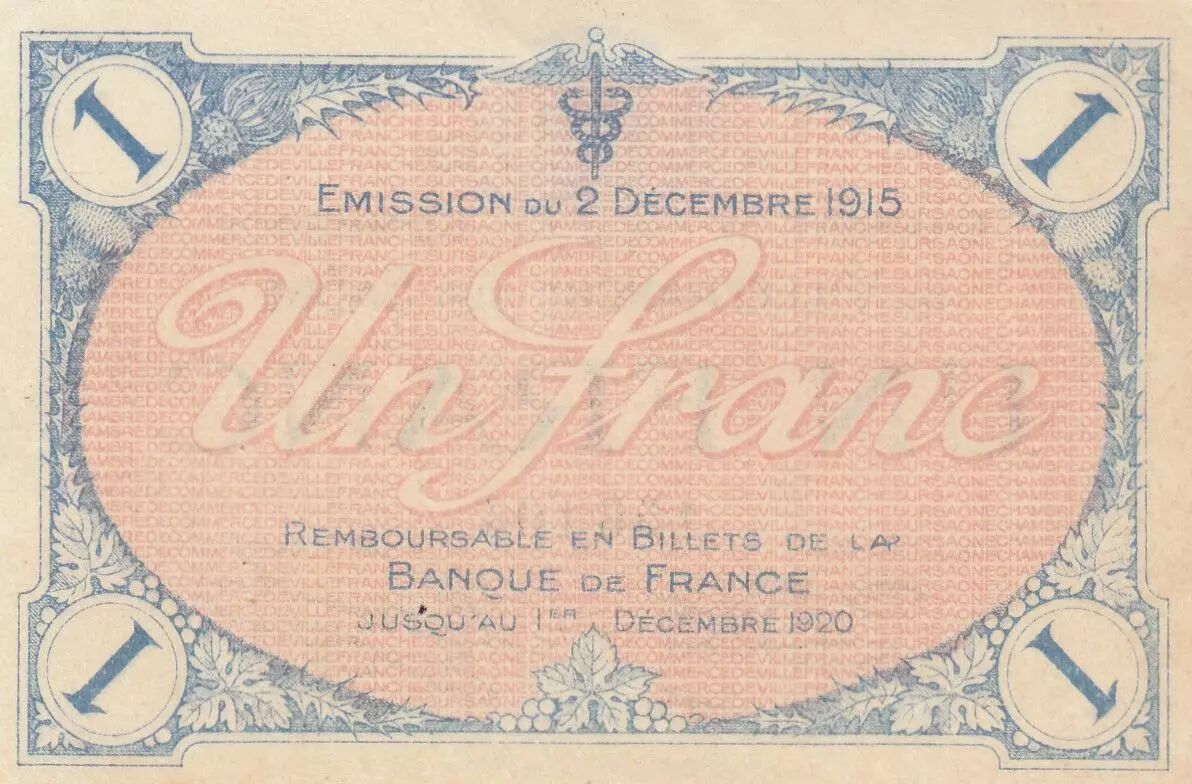 1 1
EMISSION DU 2 DÉCEMBRE 1915
Un franc
REMBOURSABLE EN BILLETS DE LA
BANQUE DE FRANCE
JUSQU'AU 1ER DÉCEMBRE 1920
1 1
CHAMBREDECOMMERCEDEVILLEFRANCHESURSAONE